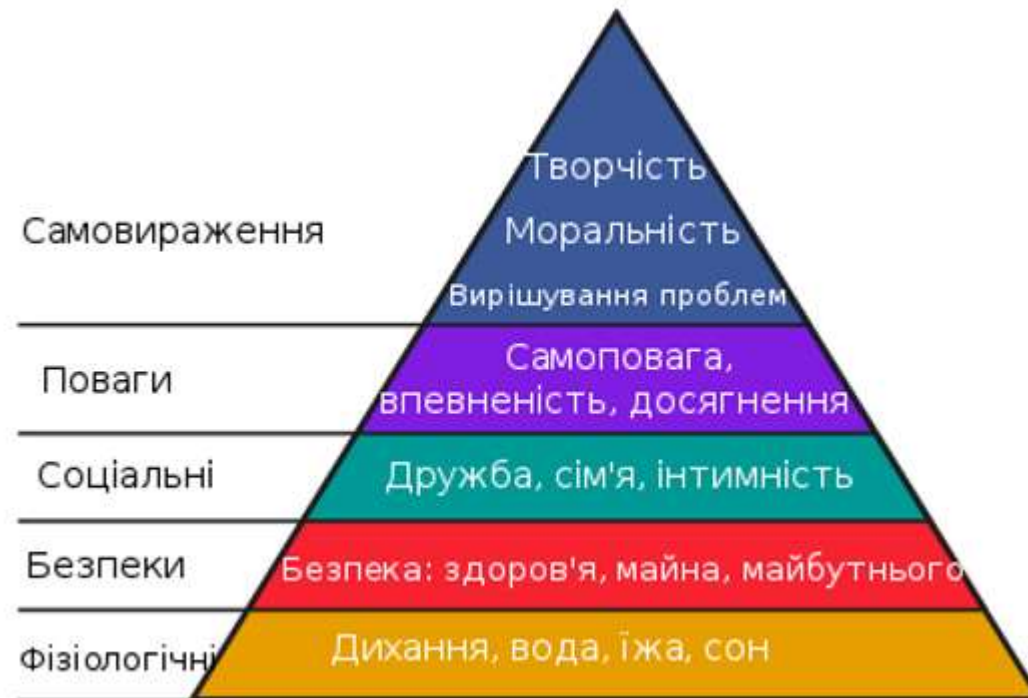 Творчість
Самовираження
Моральність
Вирішування проблем
Поваги
Самоповага,
впевненість, досягнення
Соціальні
Дружба, сім'я, інтимність
Безпеки
Безпека: здоров'я, майна, майбутнього
Фізіологічні
Дихання, вода, їжа, сон